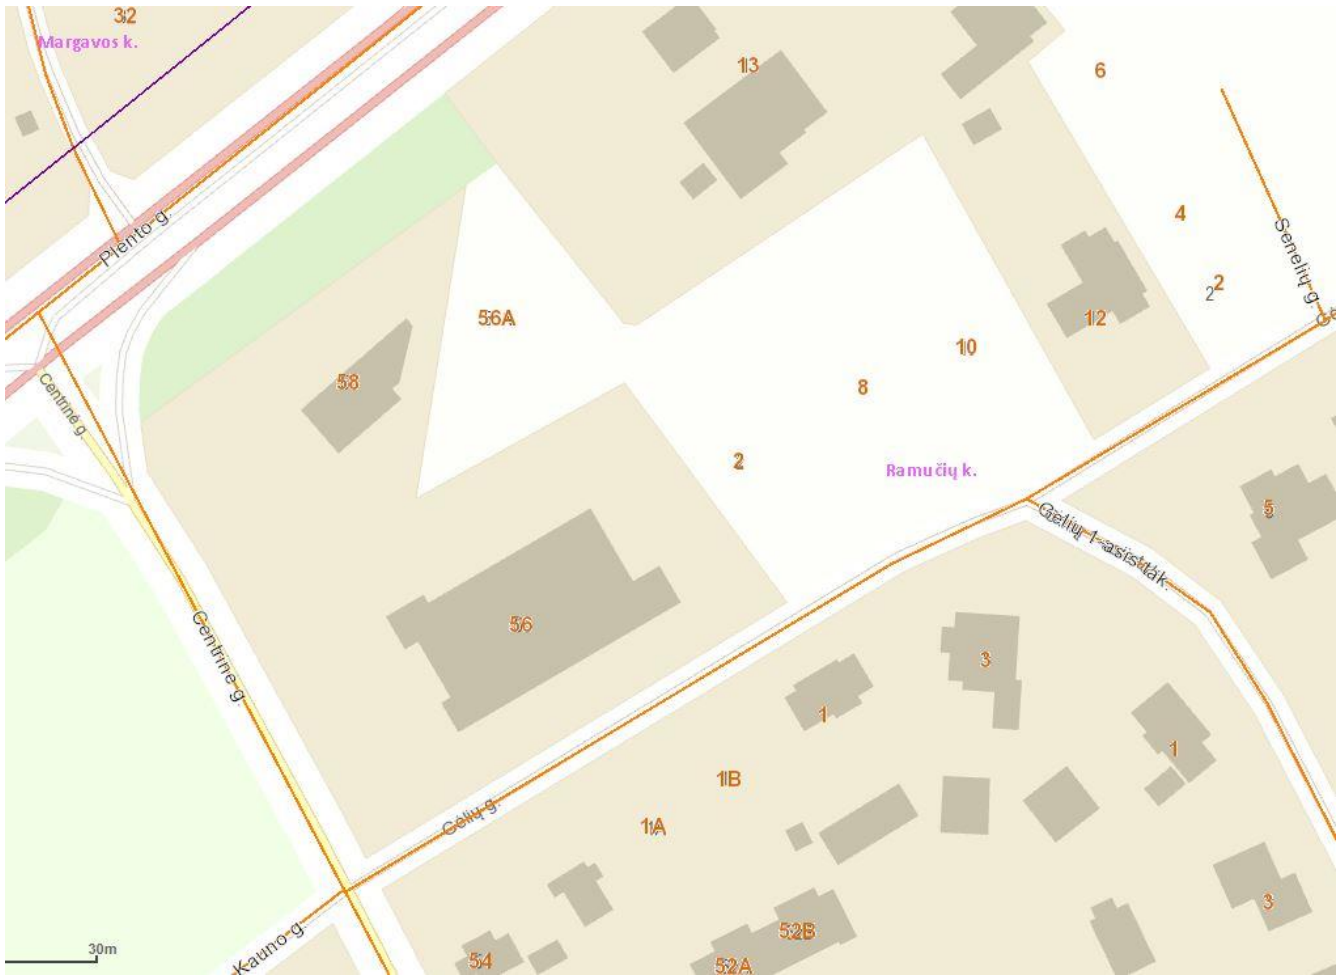 32
Margavos k.
13
6
Plento g.
4
Senelių g.
2
2
56A
12
10
58
8
Centrinė g.
2
Ramučių k.
5
Gėlių 1-asis tak.
56
Centrinė g.
3
1
1
1B
Gėlių g.
1A
3
52B
Kauno g.
54
52A
30m